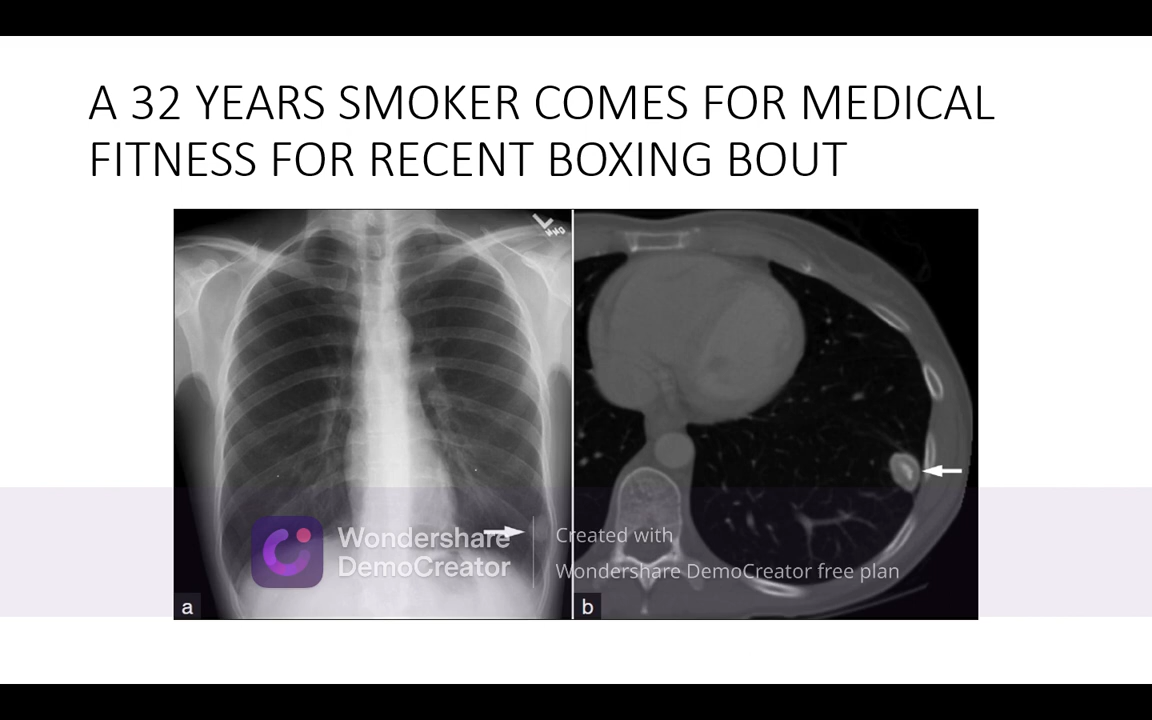 A 32 YEARS SMOKER COMES FOR MEDICAL
FITNESS FOR RECENT BOXING BOUT
L
a
b
Wondershare
DemoCreator
Created with
Wondershare DemoCreator free plan